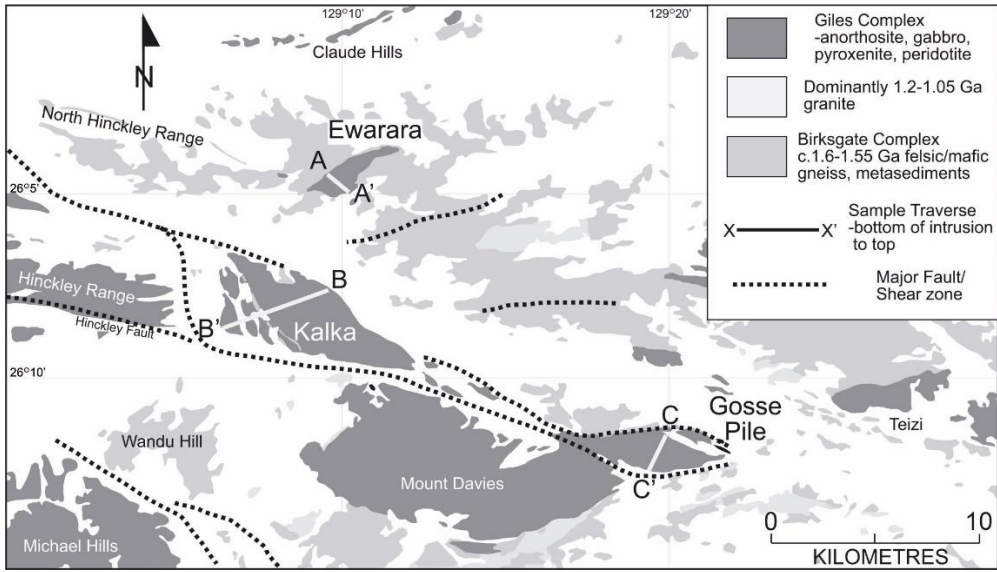 129°10'
129°20'
Claude Hills
N
North Hinckley Range
Ewarara
A
A'
26°5'
Hinckley Range
B
Kalka
B'
Hinckley Fault
26°10'
Wandu Hill
C
Gosse
Pile
Teizi
Mount Davies
C'
Michael Hills
0 10
KILOMETRES
Giles Complex
-anorthosite, gabbro,
pyroxenite, peridotite
Dominantly 1.2-1.05 Ga
granite
Birksgate Complex
c.1.6-1.55 Ga felsic/mafic
gneiss, metasediments
X X'
Sample Traverse
-bottom of intrusion
to top
Major Fault/
Shear zone